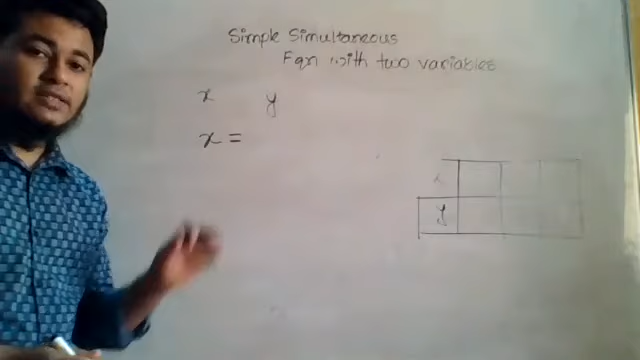 Simple Simultaneous
Eqn with two variables
x y
x =
x
y